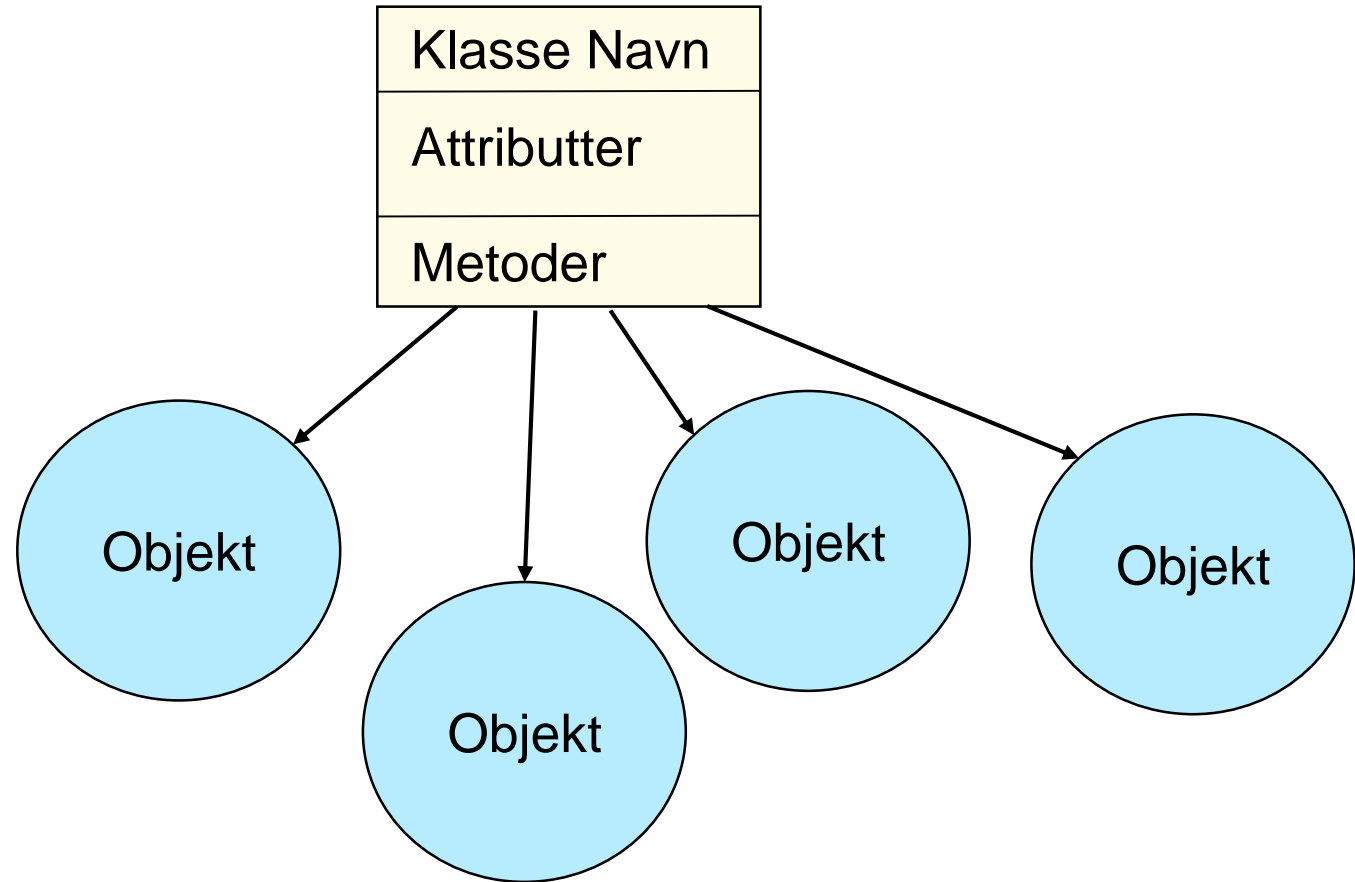 Klasse Navn
Attributter
Metoder
Objekt
Objekt
Objekt
Objekt